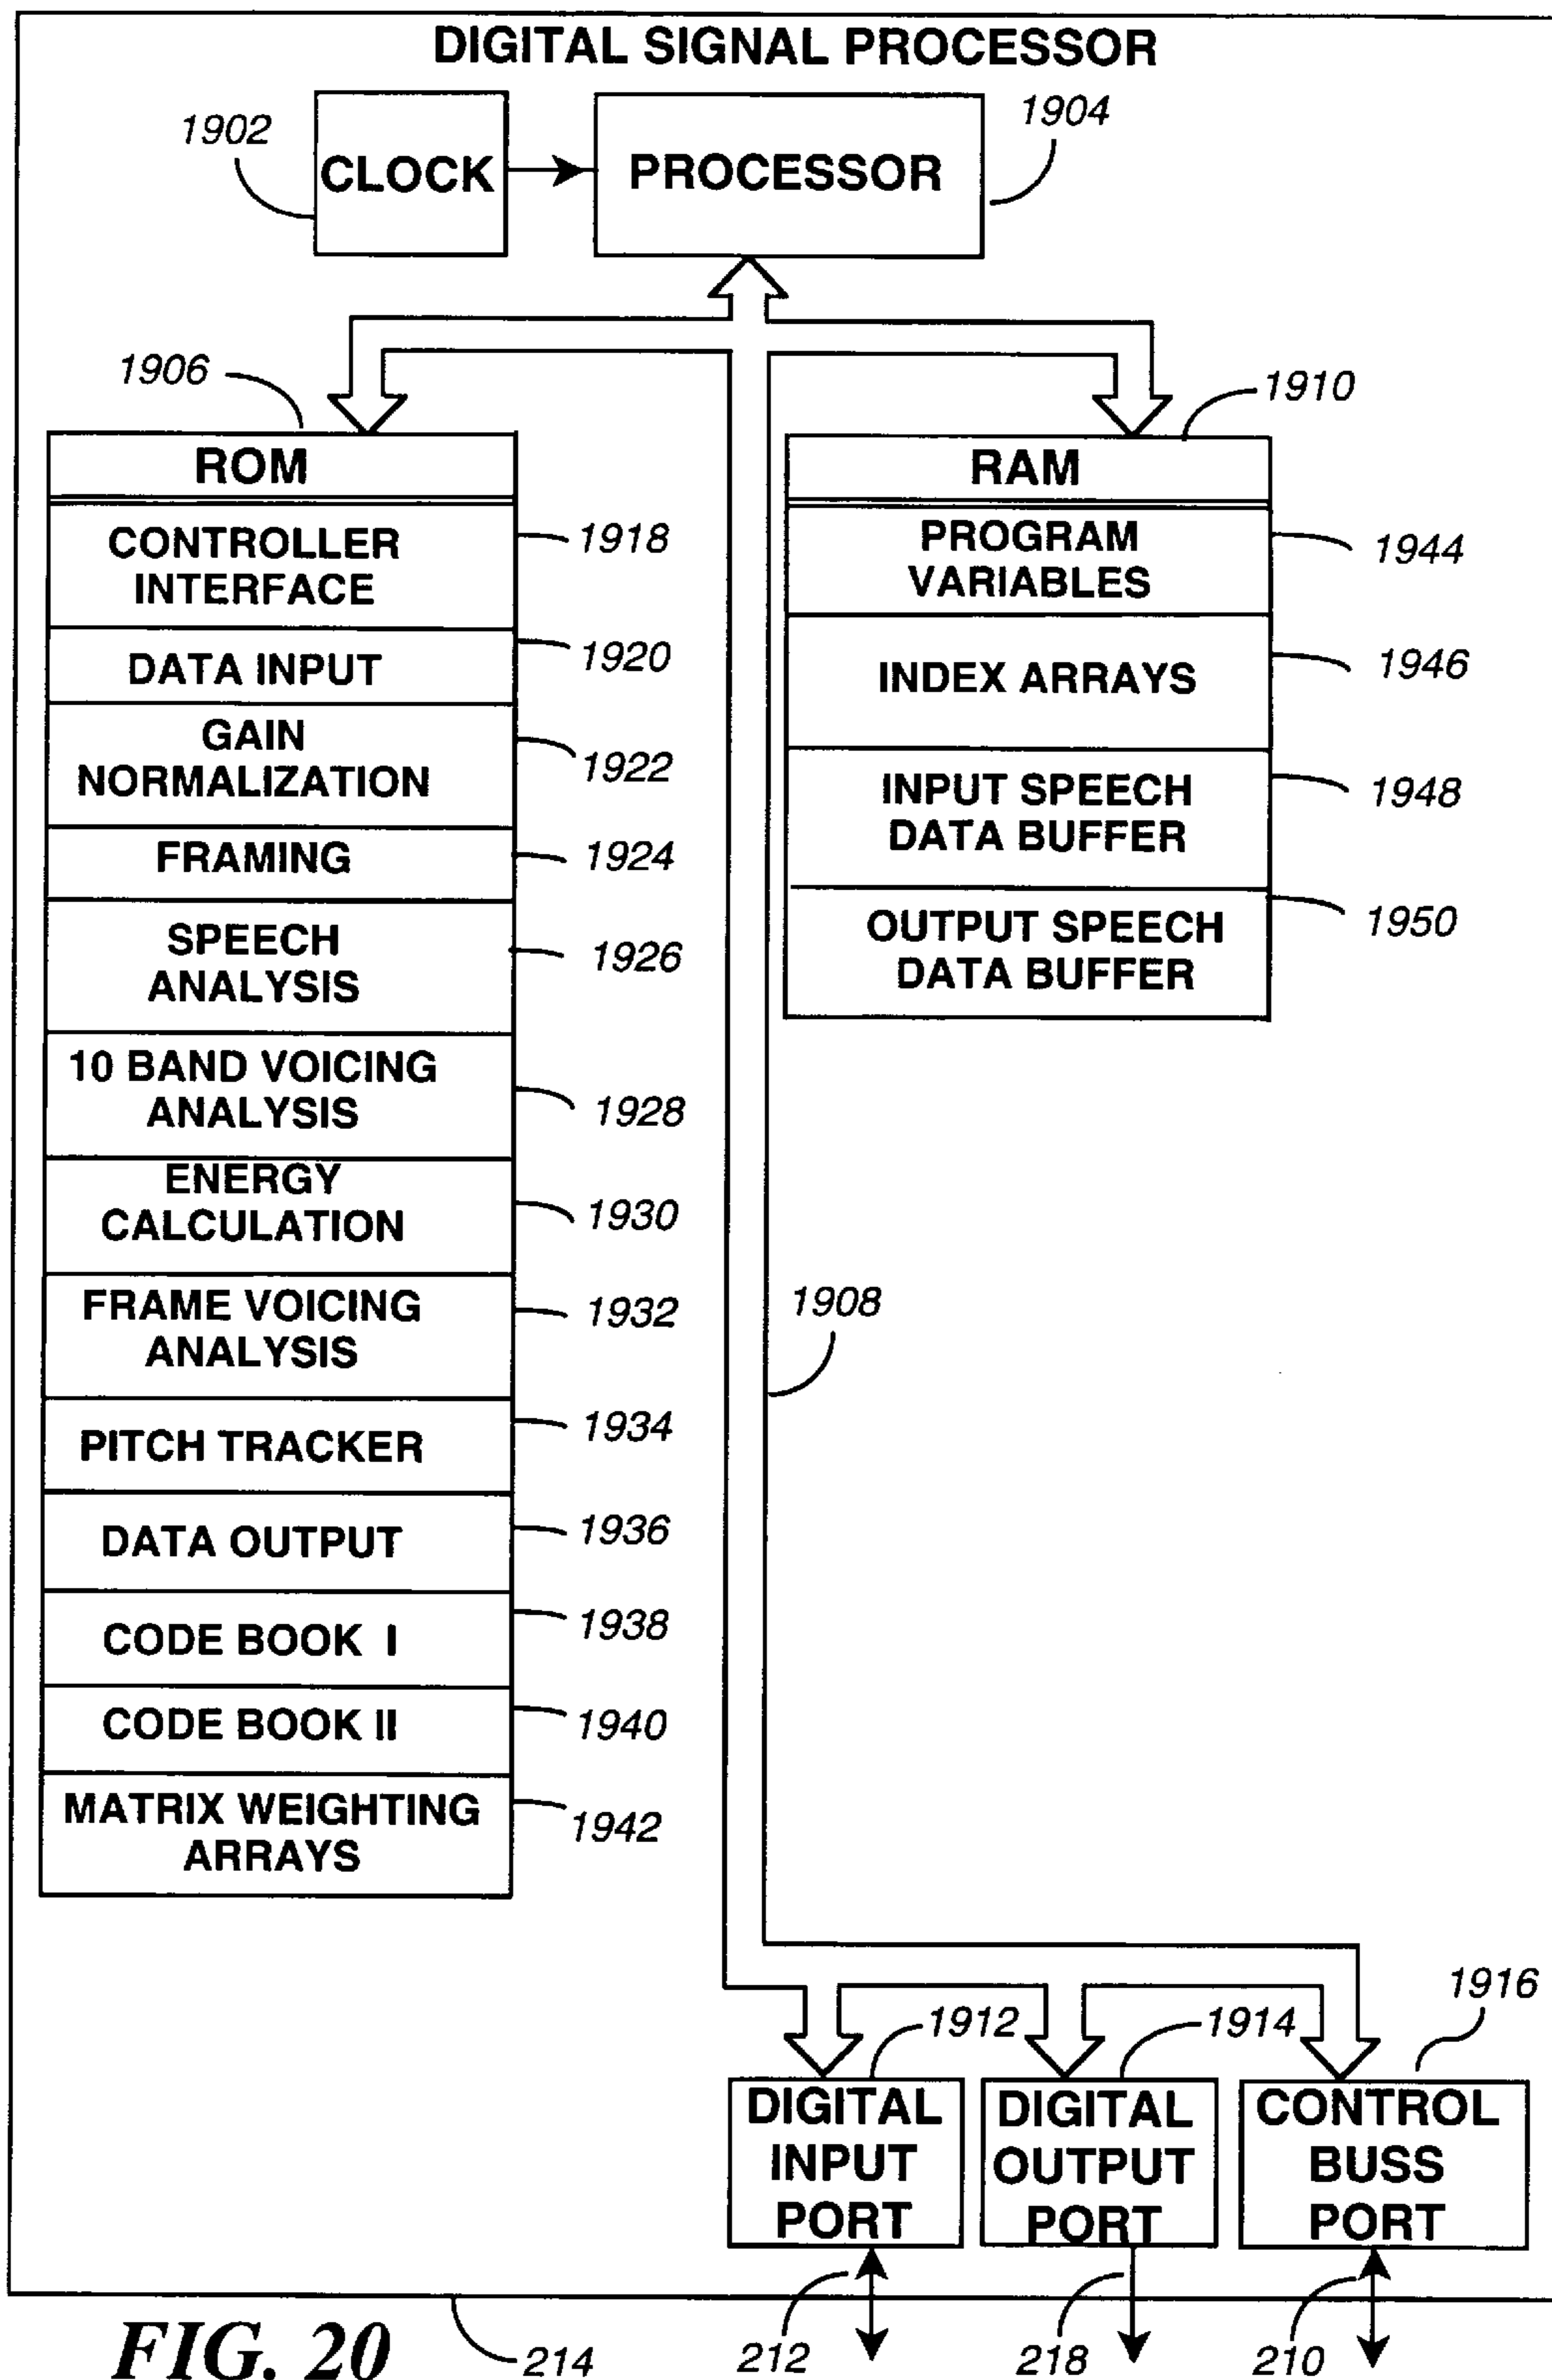 DIGITAL SIGNAL PROCESSOR
1902
CLOCK
PROCESSOR
1904
1906
ROM
CONTROLLER
INTERFACE
1918
DATA INPUT
1920
GAIN
NORMALIZATION
1922
FRAMING
1924
SPEECH
ANALYSIS
1926
10 BAND VOICING
ANALYSIS
1928
ENERGY
CALCULATION
1930
FRAME VOICING
ANALYSIS
1932
PITCH TRACKER
1934
DATA OUTPUT
1936
CODE BOOK I
1938
CODE BOOK II
1940
MATRIX WEIGHTING
ARRAYS
1942
1910
RAM
PROGRAM
VARIABLES
1944
INDEX ARRAYS
1946
INPUT SPEECH
DATA BUFFER
1948
OUTPUT SPEECH
DATA BUFFER
1950
1908
1912
DIGITAL
INPUT
PORT
1914
DIGITAL
OUTPUT
PORT
1916
CONTROL
BUSS
PORT
212
218
210
214
FIG. 20